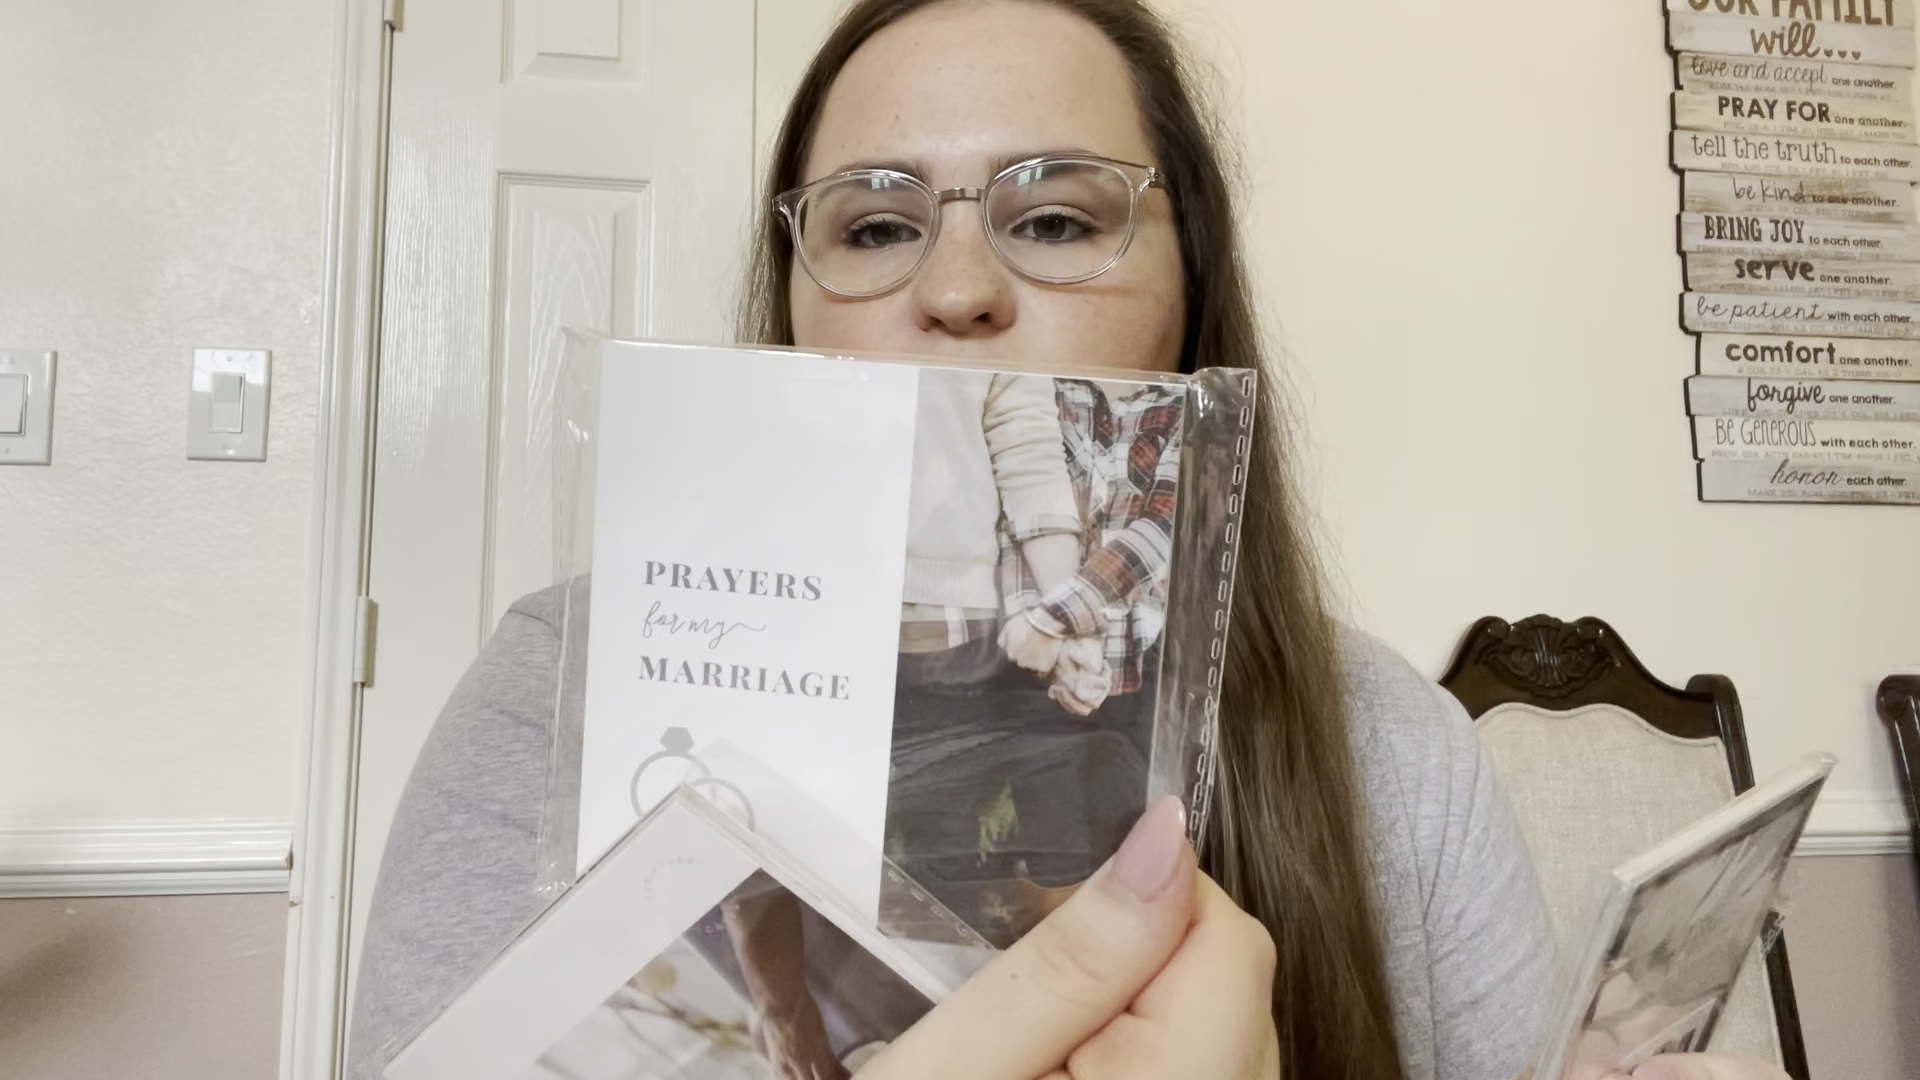 PRAYERS
for my
MARRIAGE
OUR FAMILY
will...
love and accept one another.
PRAY FOR one another.
tell the truth to each other.
be kind to one another.
BRING JOY to each other.
serve one another.
be patient with each other.
comfort one another.
forgive one another.
BE GENEROUS with each other.
honor each other.